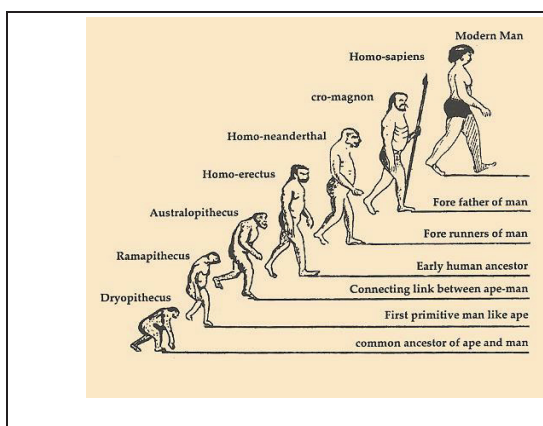 Modern Man
Homo-sapiens
cro-magnon
Homo-neanderthal
Homo-erectus
Fore father of man
Australopithecus
Fore runners of man
Ramapithecus
Early human ancestor
Connecting link between ape-man
Dryopithecus
First primitive man like ape
common ancestor of ape and man